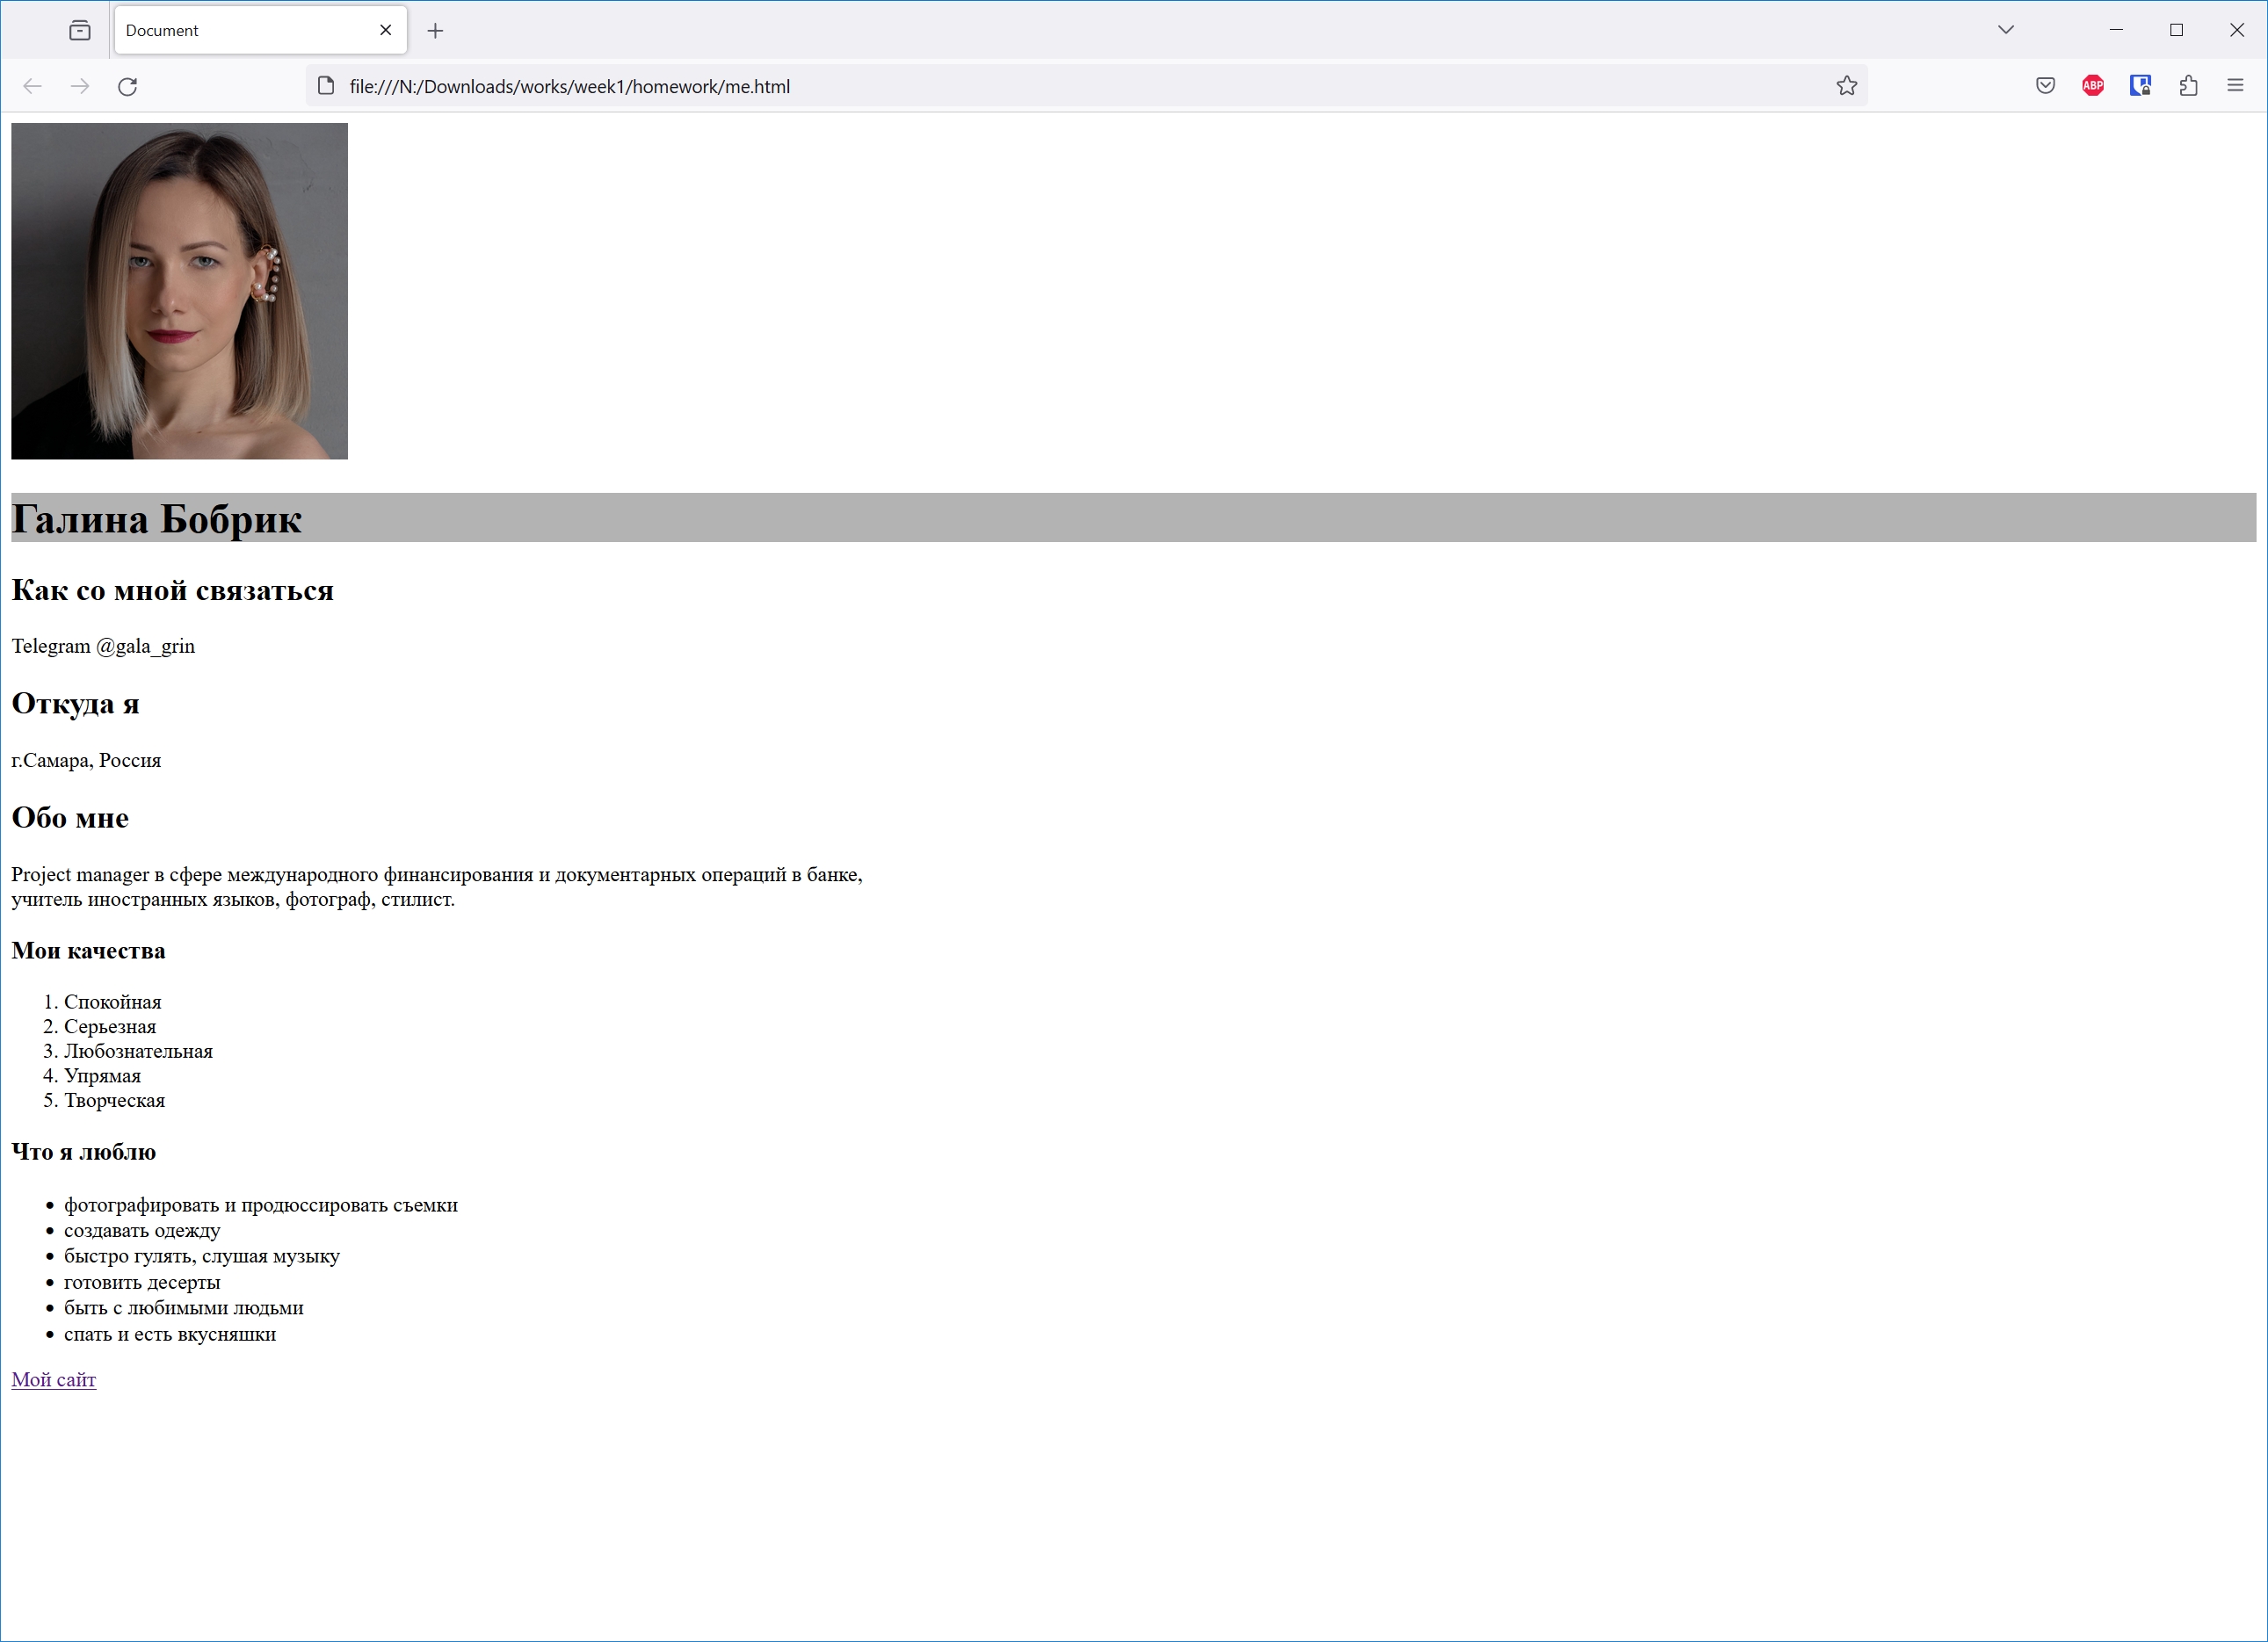 Document
file:///N:/Downloads/works/week1/homework/me.html
ABP
Галина Бобрик
Как со мной связаться
Telegram @gala_grin
Откуда я
г.Самара, Россия
Обо мне
Project manager в сфере международного финансирования и документарных операций в банке,
учитель иностранных языков, фотограф, стилист.
Мои качества
1. Спокойная
2. Серьезная
3. Любознательная
4. Упрямая
5. Творческая
Что я люблю
• фотографировать и продюссировать съемки
• создавать одежду
• быстро гулять, слушая музыку
• готовить десерты
• быть с любимыми людьми
• спать и есть вкусняшки
Мой сайт